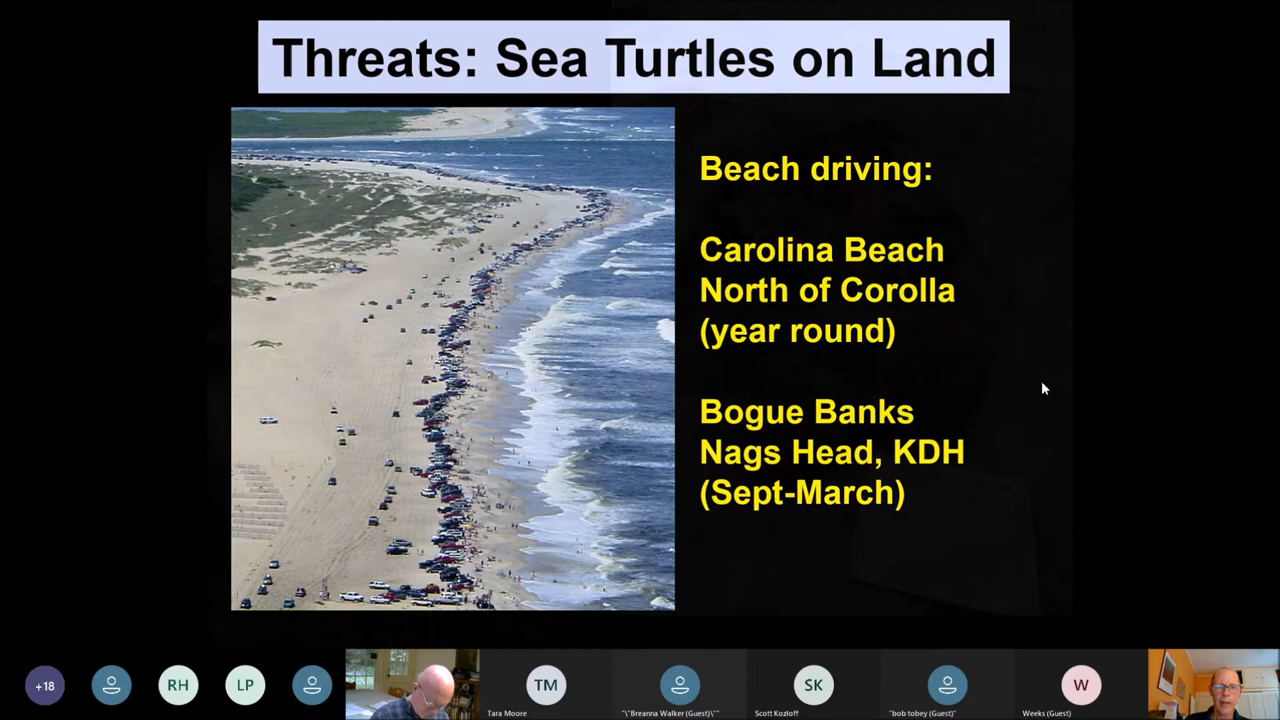 Threats: Sea Turtles on Land
Beach driving:
Carolina Beach
North of Corolla
(year round)
Bogue Banks
Nags Head, KDH
(Sept-March)
+18
RH
LP
TM
SK
W
Tara Moore
"\"Breanna Walker (Guest)\""
Scott Kozloff
"bob tobey (Guest)"
Weeks (Guest)